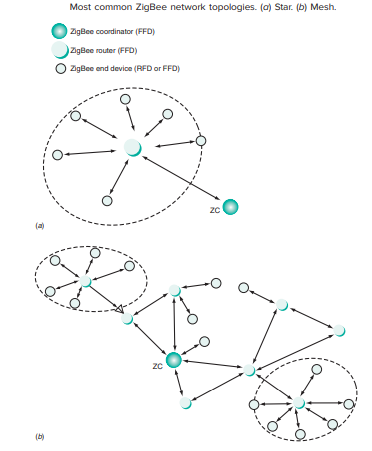 Most common ZigBee network topologies. (a) Star. (b) Mesh.
ZigBee coordinator (FFD)
ZigBee router (FFD)
ZigBee end device (RFD or FFD)
ZC
(a)
ZC
(b)